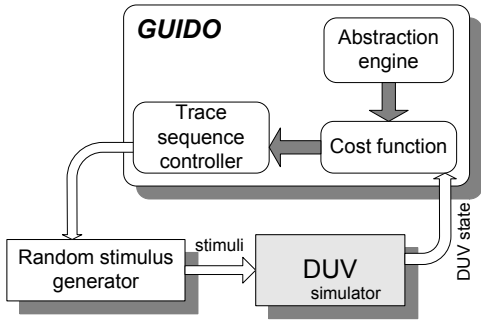 GUIDO
Abstraction
engine
Trace
sequence
controller
Cost function
Random stimulus
generator
stimuli
DUV
simulator
DUV state